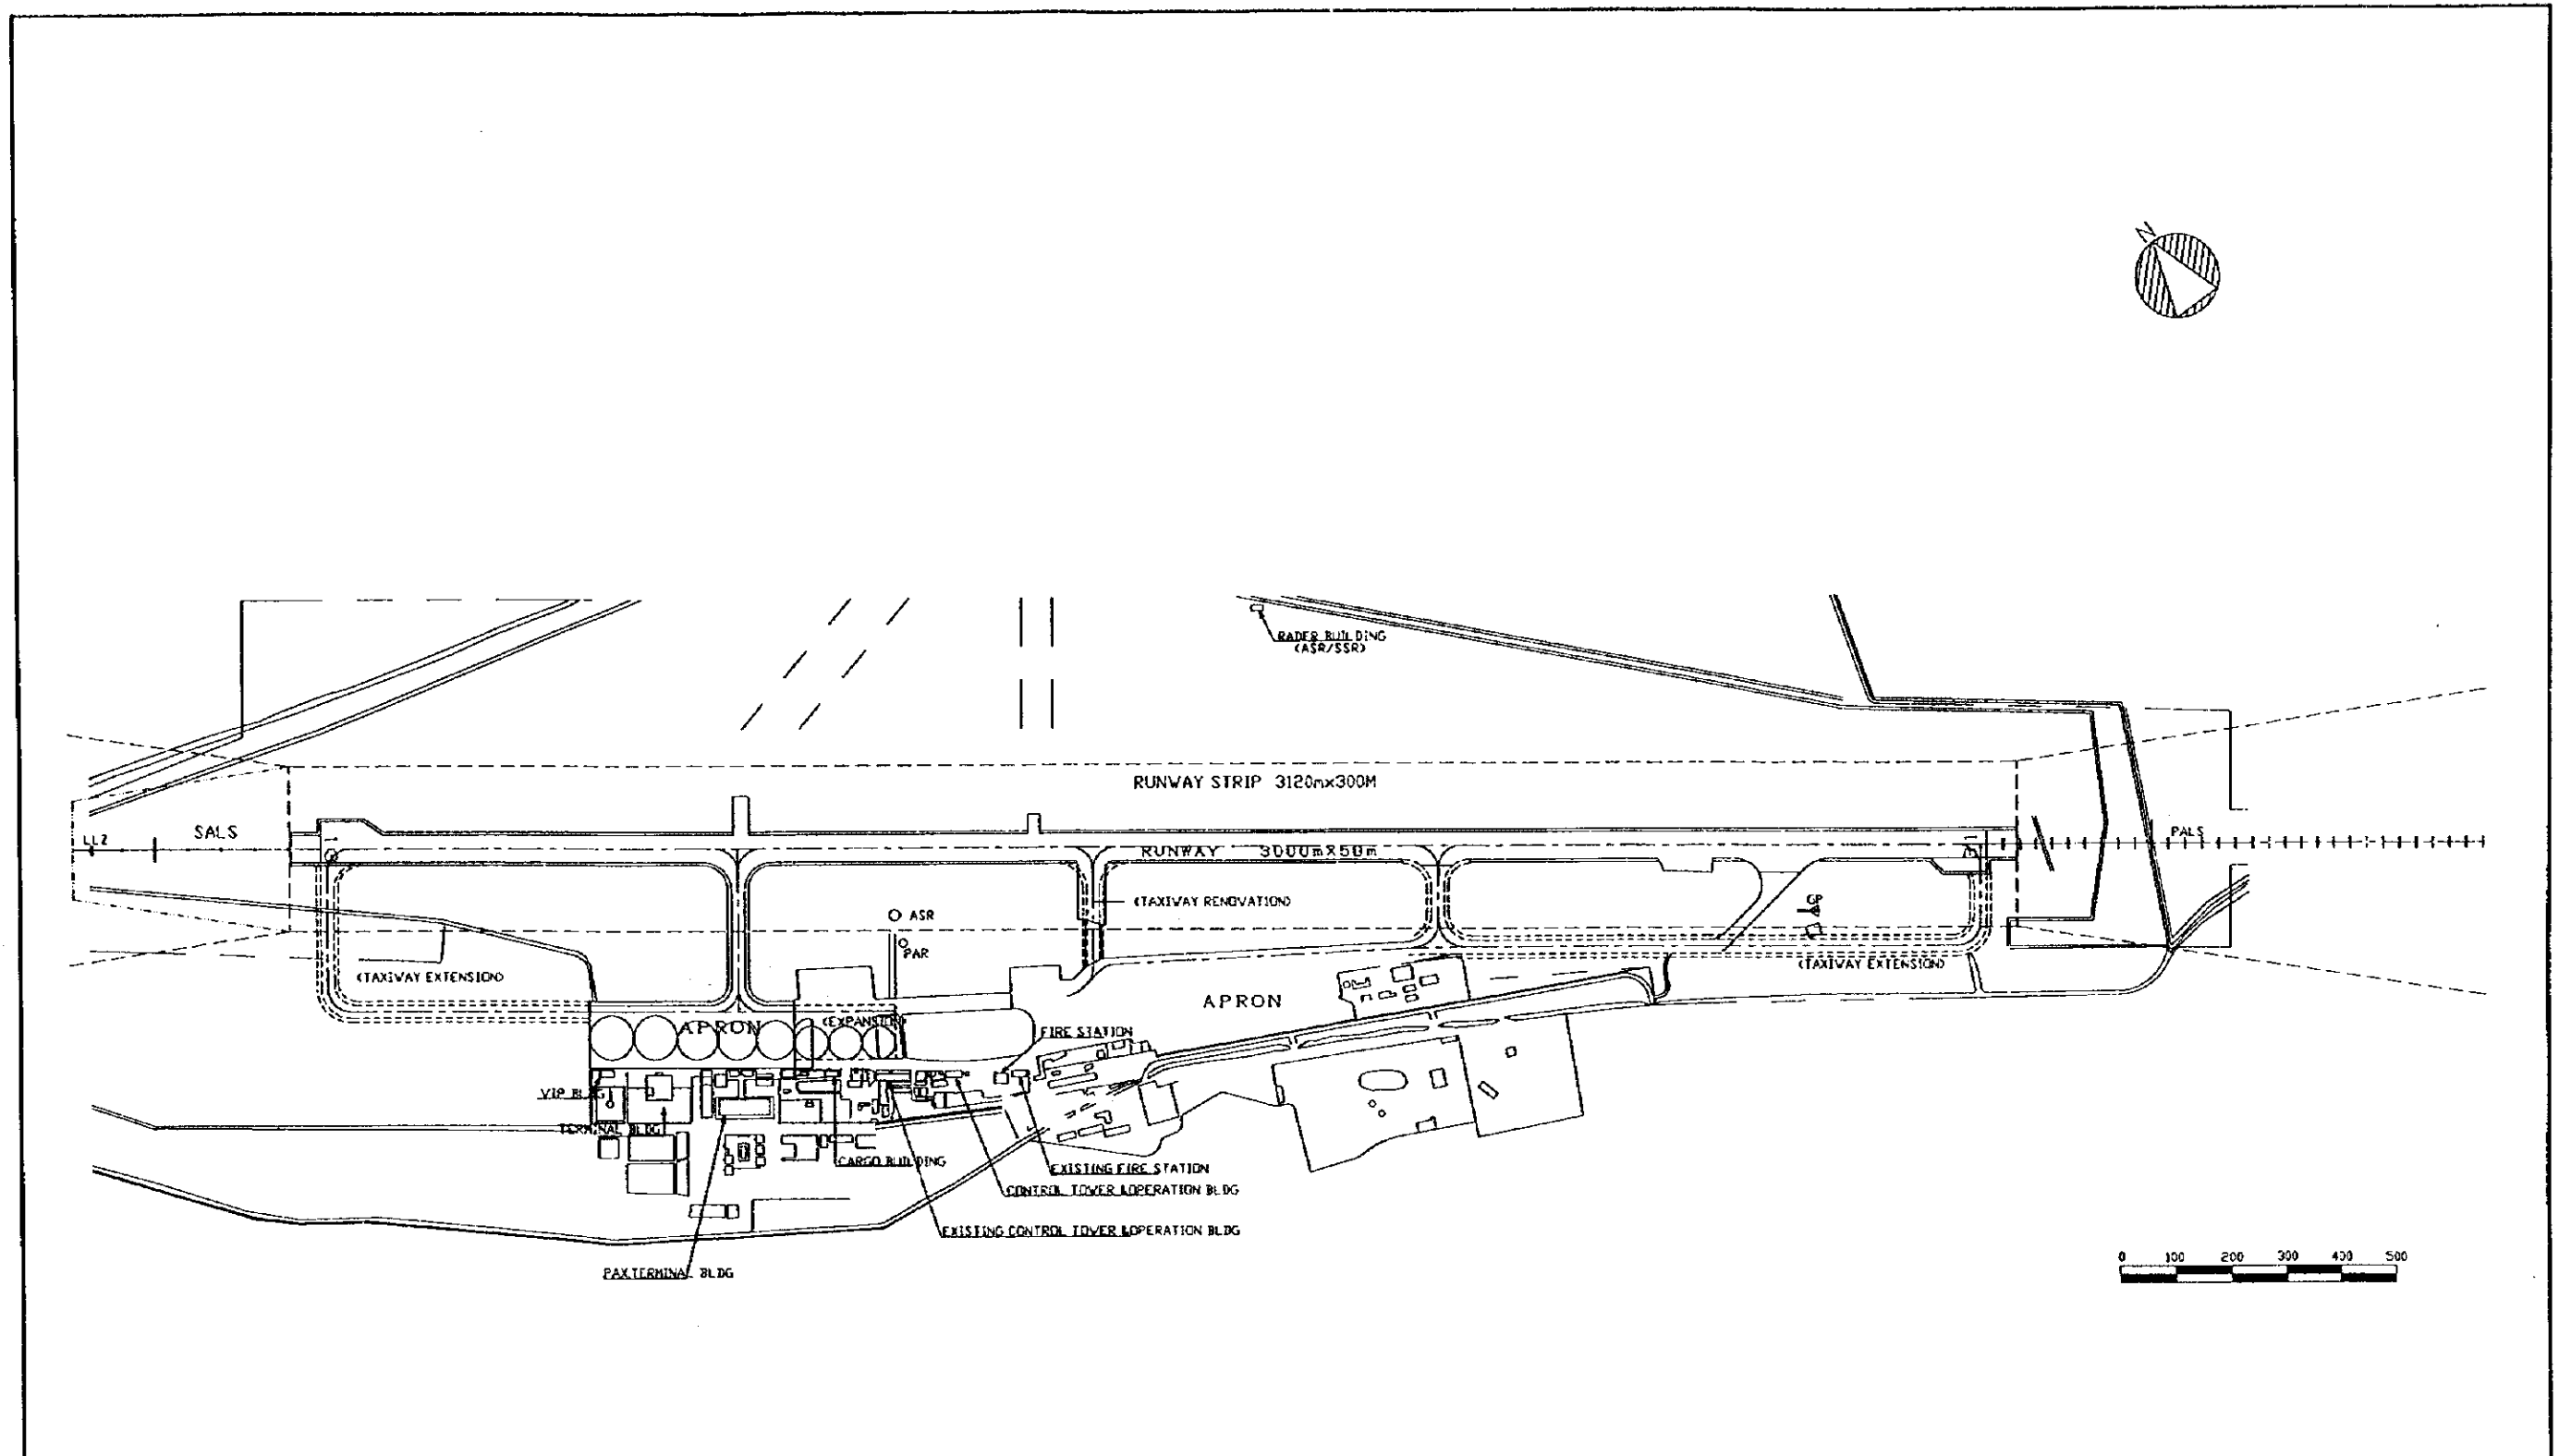 N
RADER BUILDING
(ASR/SSR)
RUNWAY STRIP 3120mx300M
LLZ
SALS
PALS
RUNWAY 3000mX50m
(TAXIWAY RENOVATION)
GP
ASR
PAR
(TAXIWAY EXTENSION)
(TAXIWAY EXTENSION)
APRON
APRON
(EXPANSION)
FIRE STATION
VIP BLDG
TERMINAL BLDG
CARGO BUILDING
EXISTING FIRE STATION
CONTROL TOWER &OPERATION BLDG
EXISTING CONTROL TOWER &OPERATION BLDG
PAXTERMINAL BLDG
0 100 200 300 400 500